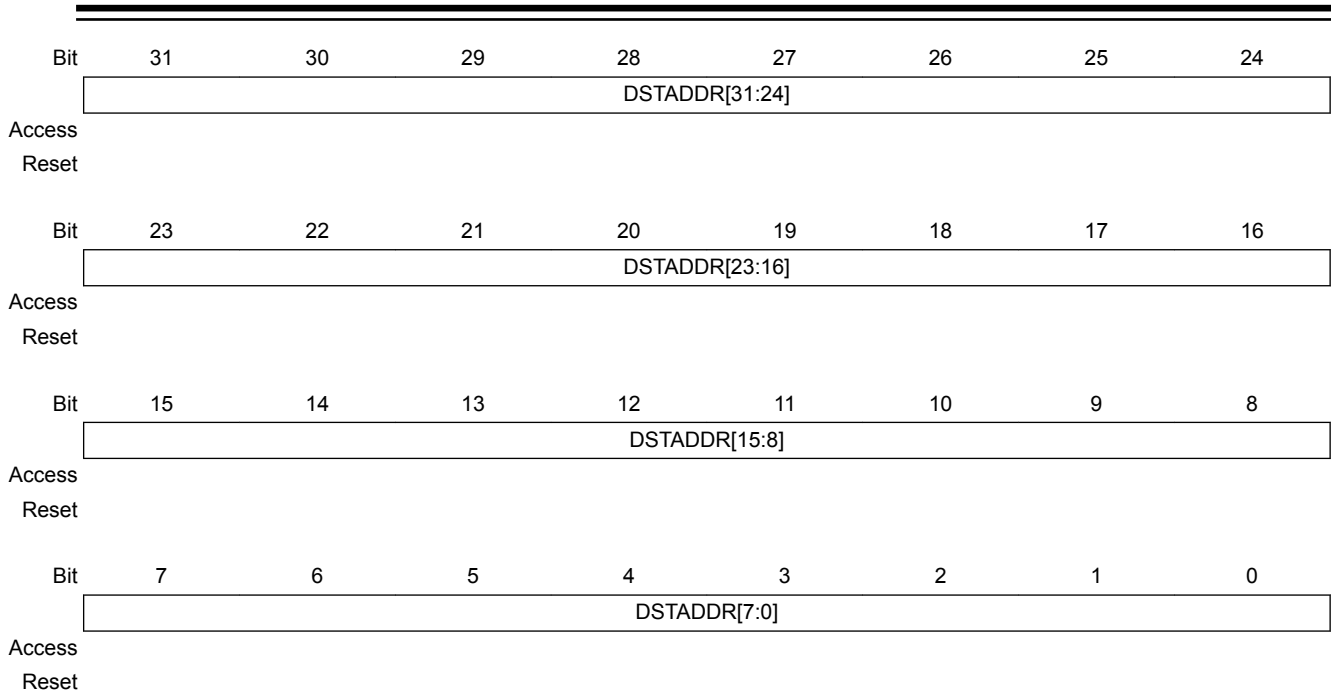 Bit 31 30 29 28 27 26 25 24
DSTADDR[31:24]
Access
Reset
Bit 23 22 21 20 19 18 17 16
DSTADDR[23:16]
Access
Reset
Bit 15 14 13 12 11 10 9 8
DSTADDR[15:8]
Access
Reset
Bit 7 6 5 4 3 2 1 0
DSTADDR[7:0]
Access
Reset